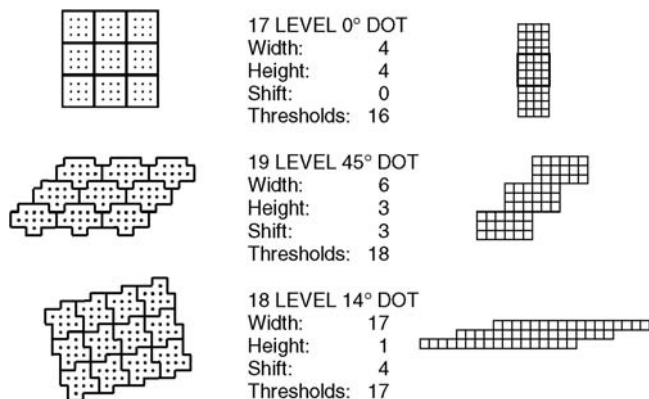 17 LEVEL 0° DOT
Width: 4
Height: 4
Shift: 0
Thresholds: 16
19 LEVEL 45° DOT
Width: 6
Height: 3
Shift: 3
Thresholds: 18
18 LEVEL 14° DOT
Width: 17
Height: 1
Shift: 4
Thresholds: 17